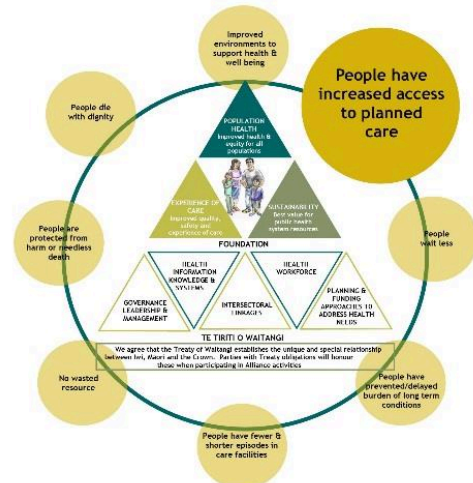 Improved
environments to
support health &
well being
People have
increased access
to planned
care
People die
with dignity
POPULATION
HEALTH
Improved health &
equity for all
populations
EXPERIENCE OF
CARE
Improved quality,
safety and
experience of care
SUSTAINABILITY
Best value for
public health
system resources
People are
protected from
harm or needless
death
People
wait less
FOUNDATION
HEALTH
INFORMATION
KNOWLEDGE &
SYSTEMS
HEALTH
WORKFORCE
GOVERNANCE
LEADERSHIP &
MANAGEMENT
INTERSECTORAL
LINKAGES
PLANNING &
FUNDING
APPROACHES TO
ADDRESS HEALTH
NEEDS
TE TIRITI O WAITANGI
We agree that the Treaty of Waitangi establishes the unique and special relationship
between Iwi, Maori and the Crown. Parties with Treaty obligations will honour
these when participating in Alliance activities
No wasted
resource
People have
prevented/delayed
burden of long term
conditions
People have fewer &
shorter episodes in
care facilities